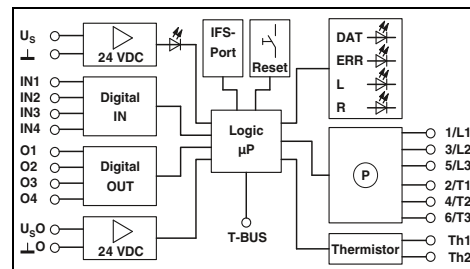 US
⊥
24 VDC
IFS-
Port
Reset
DAT
ERR
L
R
IN1
IN2
IN3
IN4
Digital
IN
Logic
µP
O1
O2
O3
O4
Digital
OUT
P
1/L1
3/L2
5/L3
2/T1
4/T2
6/T3
USO
⊥O
24 VDC
T-BUS
Thermistor
Th1
Th2